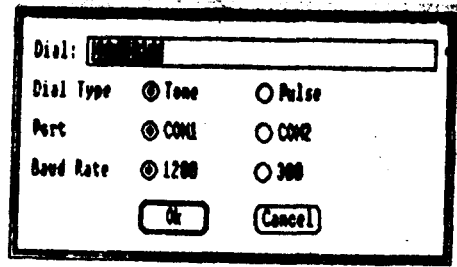 Dial:
Dial Type Tone Pulse
Port COM1 COM2
Baud Rate 1200 300
Ok Cancel